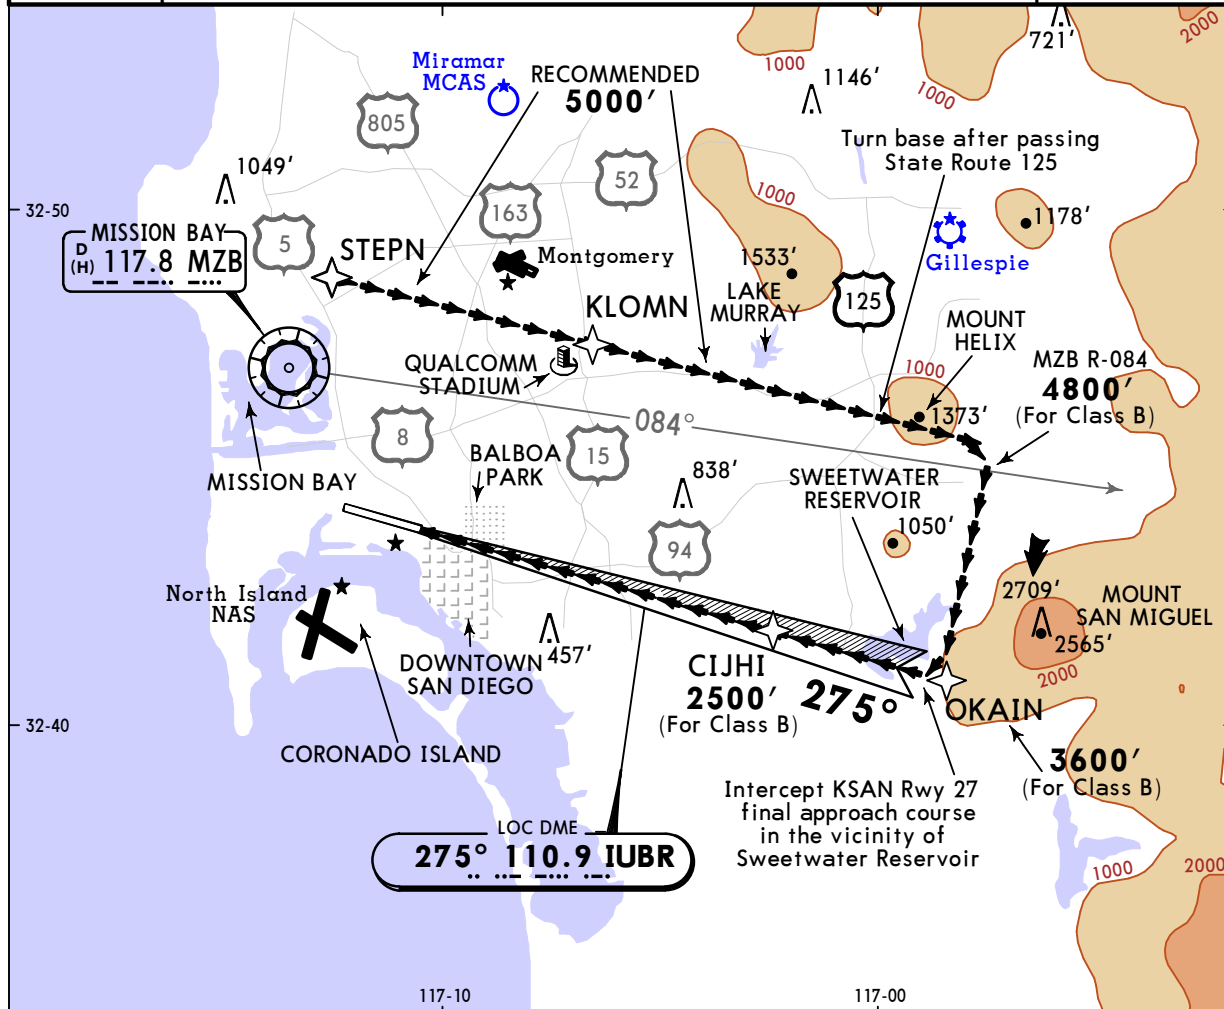 2000
721'
1000
Miramar
MCAS
RECOMMENDED
5000'
1146'
1000
805
Turn base after passing
State Route 125
1049'
52
1000
163
32-50
1178'
MISSION BAY
D
(H) 117.8 MZB
5
STEPN
Montgomery
1533'
Gillespie
LAKE
MURRAY
125
KLOMN
MOUNT
HELIX
QUALCOMM
STADIUM
1000
MZB R-084
4800'
(For Class B)
1373'
084°
8
15
BALBOA
PARK
838'
MISSION BAY
SWEETWATER
RESERVOIR
1050'
94
North Island
NAS
2709'
MOUNT
SAN MIGUEL
2565'
2000
457'
DOWNTOWN
SAN DIEGO
CIJHI
2500'
(For Class B)
275°
OKAIN
32-40
CORONADO ISLAND
3600'
(For Class B)
Intercept KSAN Rwy 27
final approach course
in the vicinity of
Sweetwater Reservoir
LOC DME
275° 110.9 IUBR
1000
2000
117-10
117-00